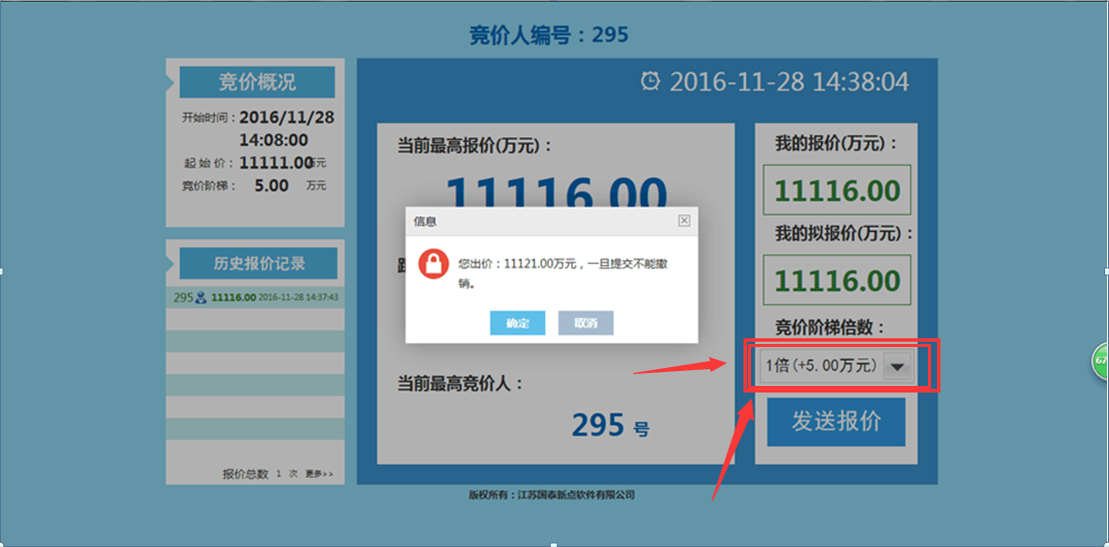 竞价人编号：295
竞价概况
开始时间：2016/11/28
14:08:00
起 始 价：11111.00万元
竞价阶梯：5.00 万元
历史报价记录
295 11116.00 2016-11-28 14:37:43
报价总数 1 次 更多>>
2016-11-28 14:38:04
当前最高报价(万元)：
11116.00
信息
您出价：11121.00万元，一旦提交不能撤
销。
确定 取消
当前最高竞价人：
295 号
我的报价(万元)：
11116.00
我的拟报价(万元)：
11116.00
竞价阶梯倍数：
1倍(+5.00万元)
发送报价
版权所有：江苏国泰新点软件有限公司